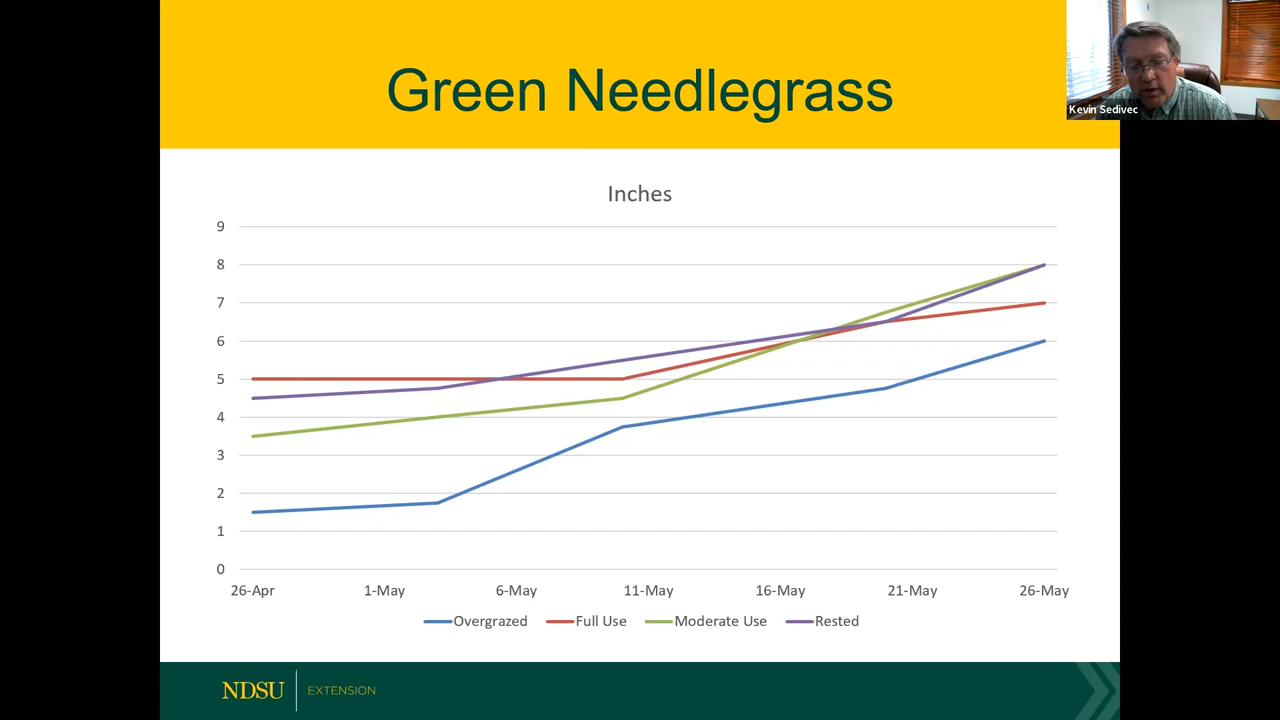 Green Needlegrass
Kevin Sedivec
Inches
9
8
7
6
5
4
3
2
1
0
26-Apr 1-May 6-May 11-May 16-May 21-May 26-May
Overgrazed Full Use Moderate Use Rested
NDSU EXTENSION